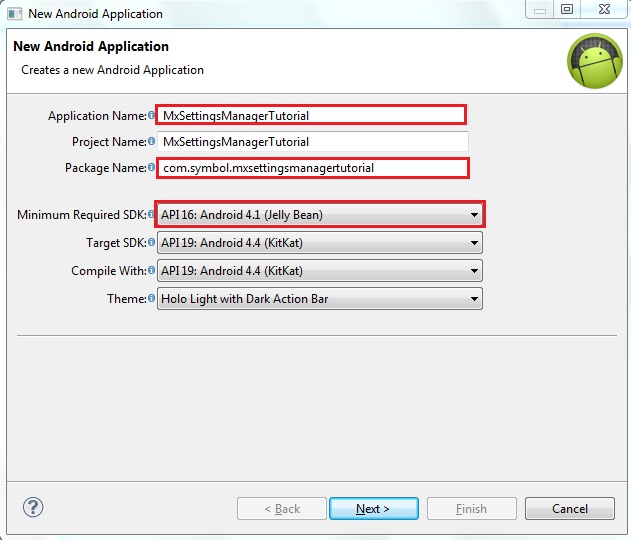 New Android Application
New Android Application
Creates a new Android Application
Application Name: MxSettingsManagerTutorial
Project Name: MxSettingsManagerTutorial
Package Name: com.symbol.mxsettingsmanagertutorial
Minimum Required SDK: API 16: Android 4.1 (Jelly Bean)
Target SDK: API 19: Android 4.4 (KitKat)
Compile With: API 19: Android 4.4 (KitKat)
Theme: Holo Light with Dark Action Bar
? < Back Next > Finish Cancel